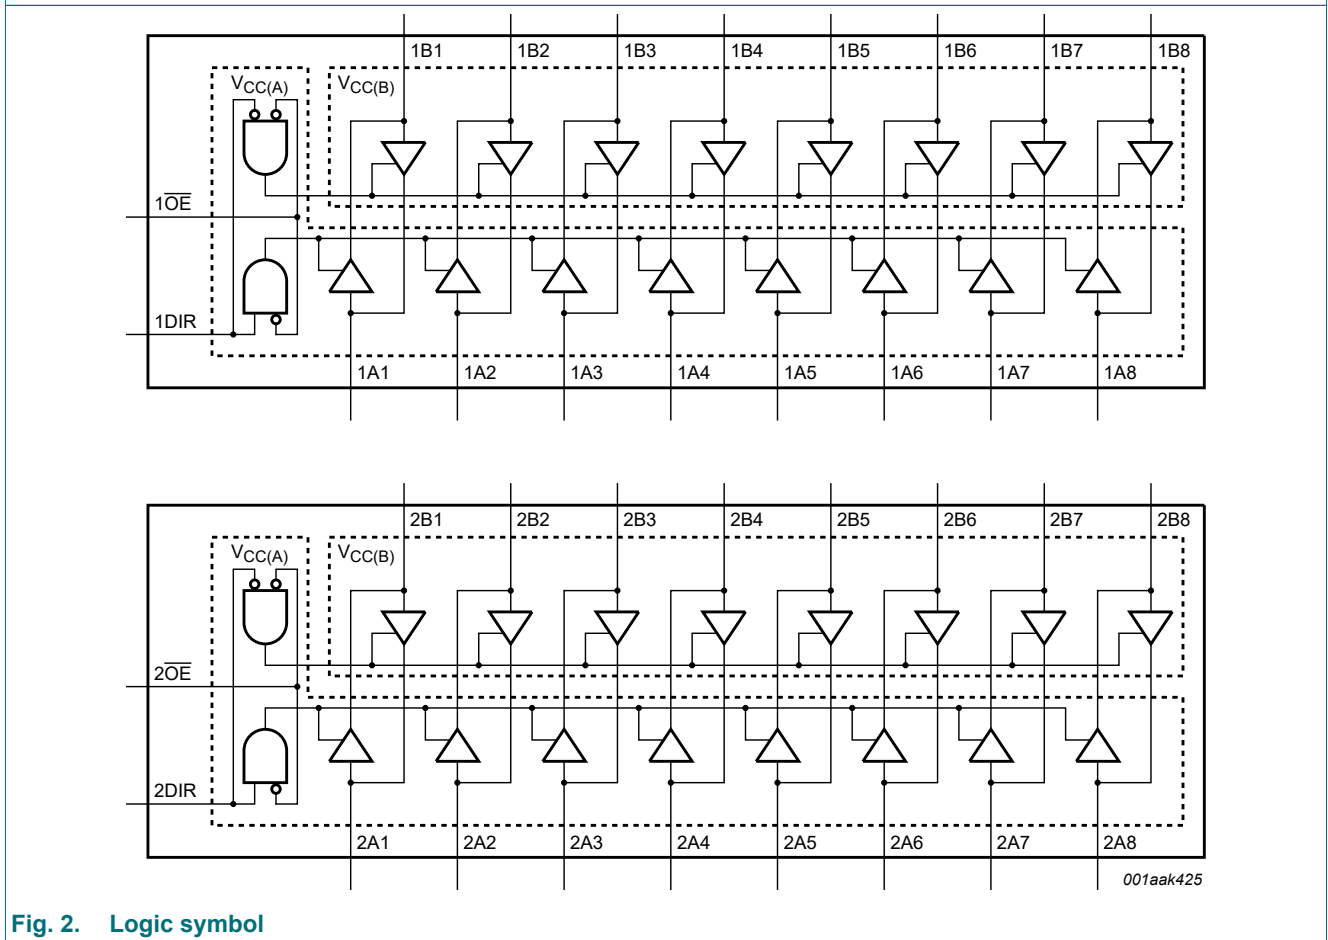 1B1 1B2 1B3 1B4 1B5 1B6 1B7 1B8
VCC(A) VCC(B)
1O̅E̅
1DIR
1A1 1A2 1A3 1A4 1A5 1A6 1A7 1A8
2B1 2B2 2B3 2B4 2B5 2B6 2B7 2B8
VCC(A) VCC(B)
2O̅E̅
2DIR
2A1 2A2 2A3 2A4 2A5 2A6 2A7 2A8
001aak425
Fig. 2. Logic symbol